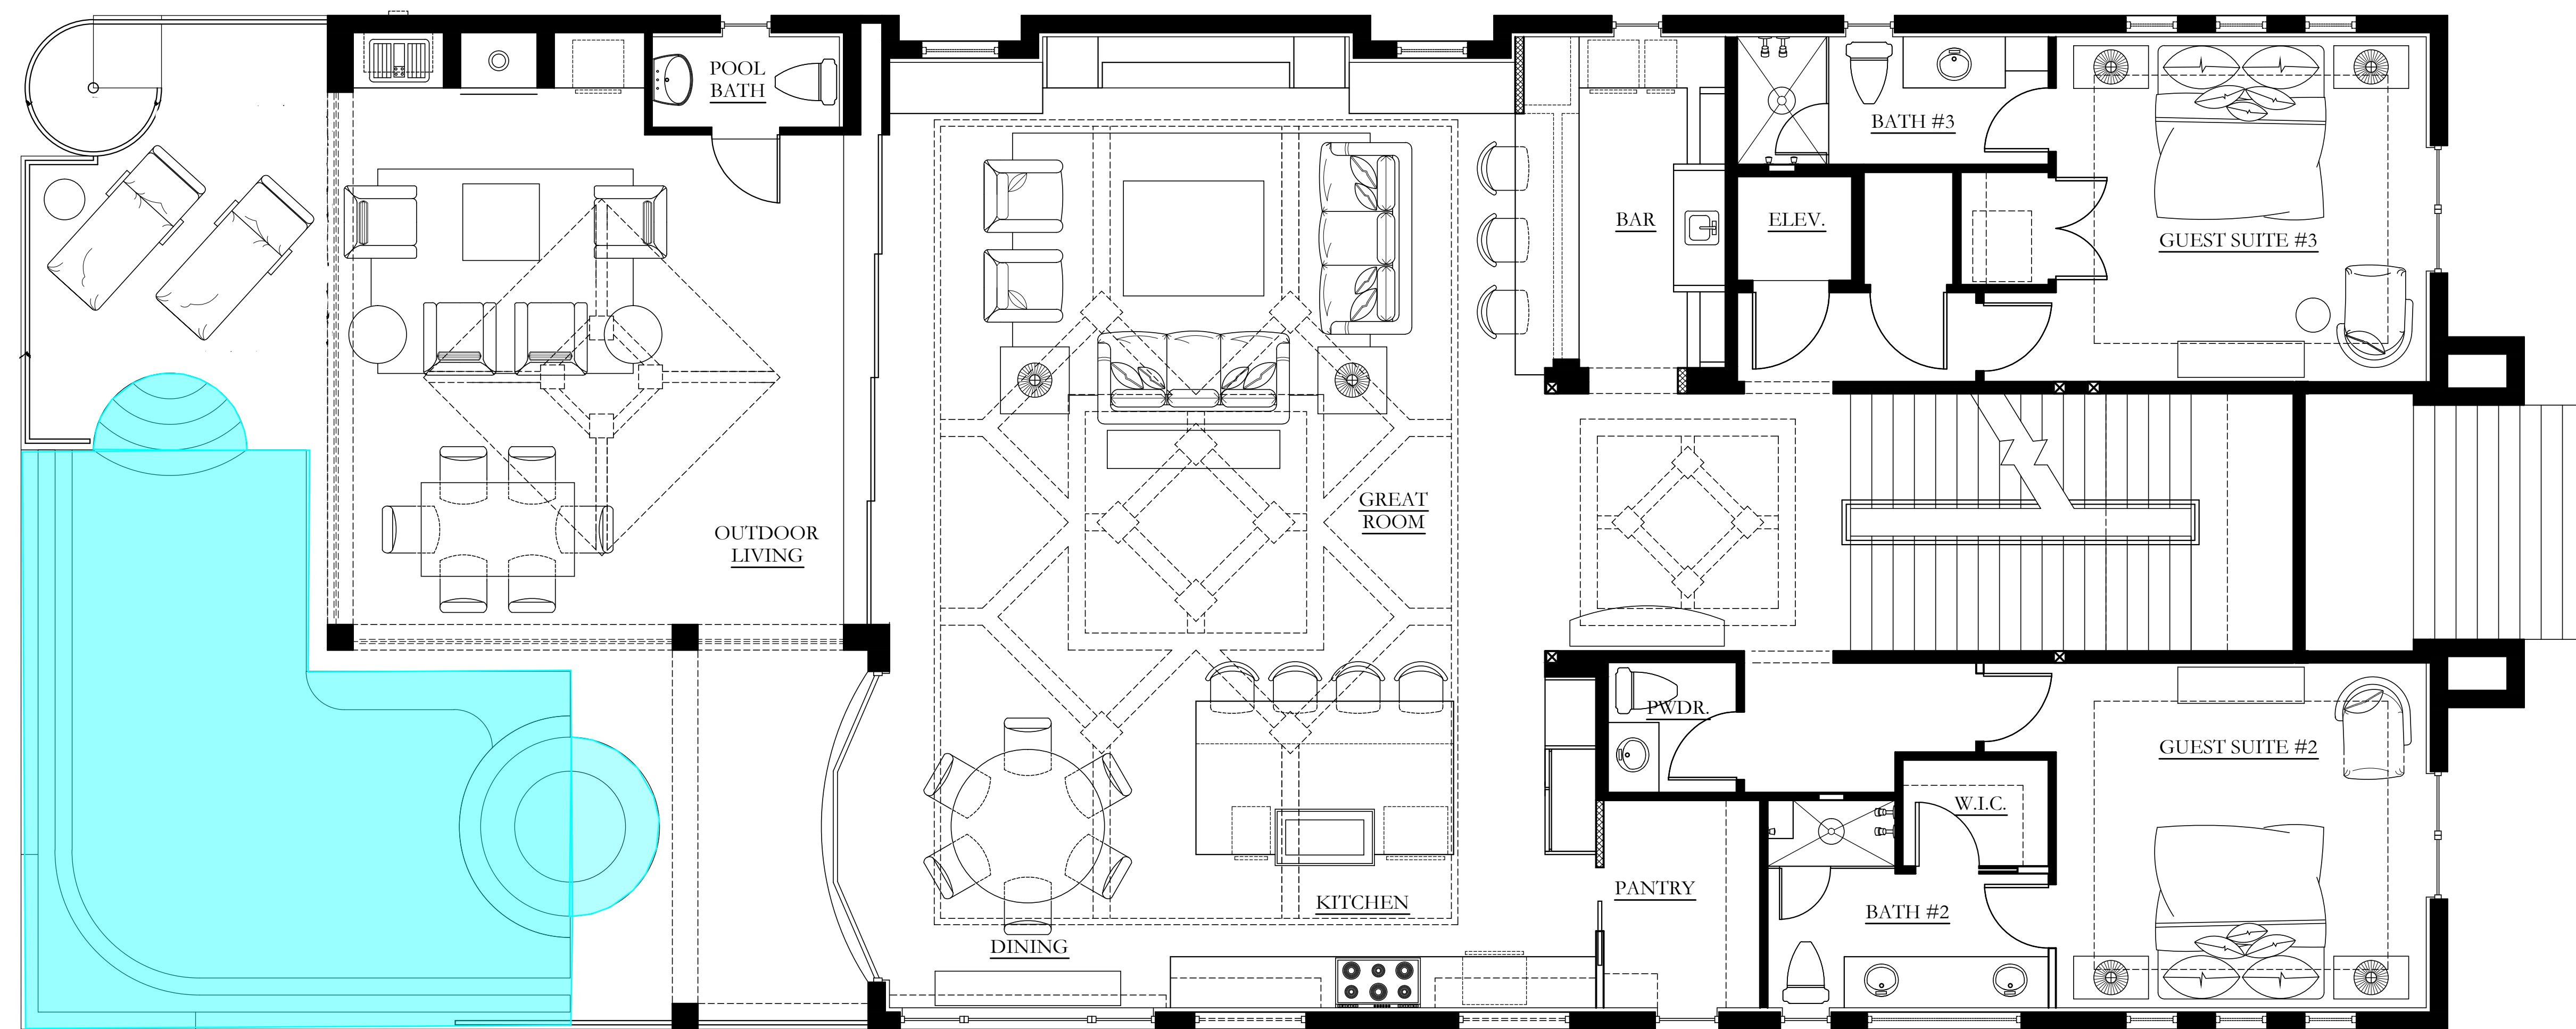 POOL
BATH
BATH #3
BAR
ELEV.
GUEST SUITE #3
GREAT
ROOM
OUTDOOR
LIVING
PWDR.
GUEST SUITE #2
W.I.C.
PANTRY
KITCHEN
BATH #2
DINING